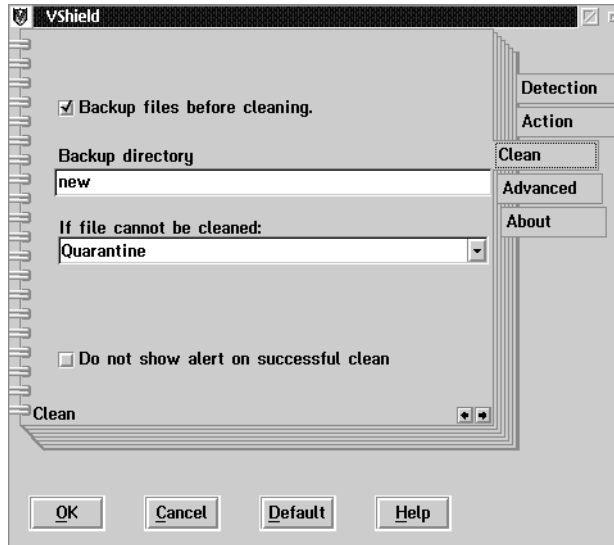 VShield
Backup files before cleaning.
Backup directory
new
If file cannot be cleaned:
Quarantine
Do not show alert on successful clean
Clean
Detection
Action
Clean
Advanced
About
OK
Cancel
Default
Help